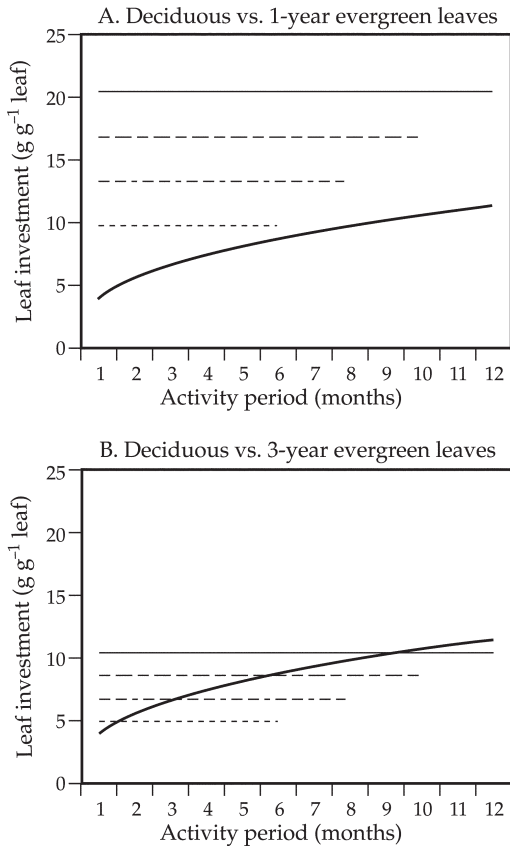 A. Deciduous vs. 1-year evergreen leaves
25
20
15
10
5
0
Leaf investment (g g⁻¹ leaf)
1 2 3 4 5 6 7 8 9 10 11 12
Activity period (months)
B. Deciduous vs. 3-year evergreen leaves
25
20
15
10
5
0
Leaf investment (g g⁻¹ leaf)
1 2 3 4 5 6 7 8 9 10 11 12
Activity period (months)